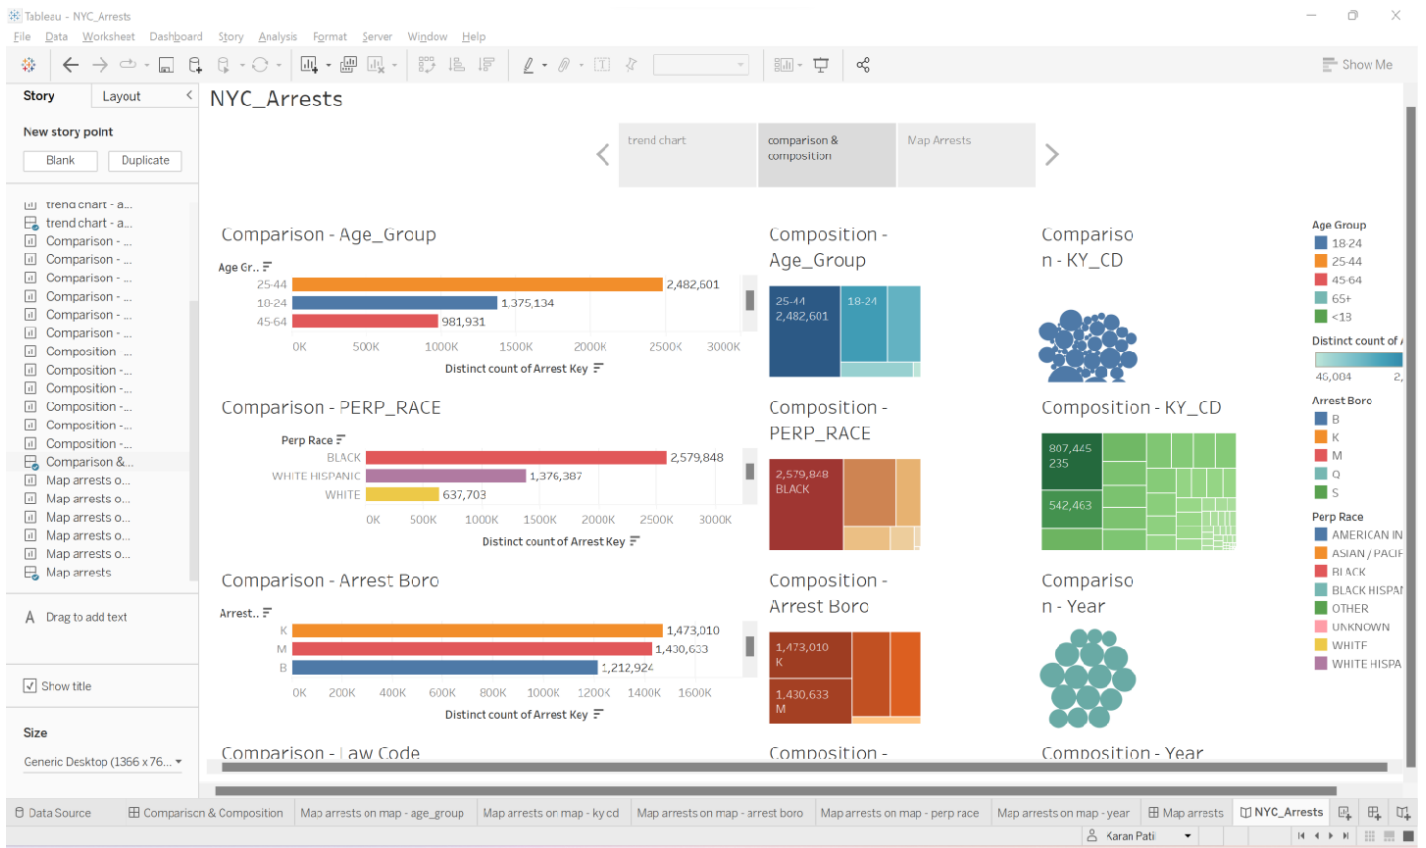 Tableau - NYC_Arrests
File Data Worksheet Dashboard Story Analysis Format Server Window Help
Show Me
Story Layout
NYC_Arrests
New story point
Blank Duplicate
trend chart
comparison &
composition
Map Arrests
trend chart - a...
trend chart - a...
Comparison - ...
Comparison - ...
Comparison - ...
Comparison - ...
Comparison - ...
Comparison - ...
Composition ...
Composition -...
Composition -...
Composition -...
Composition -...
Composition -...
Comparison &...
Map arrests o...
Map arrests o...
Map arrests o...
Map arrests o...
Map arrests o...
Map arrests
A Drag to add text
Show title
Size
Generic Desktop (1366 x 76...
Comparison - Age_Group
Age Gr..
25-44 2,482,601
18-24 1,375,134
45-64 981,931
0K 500K 1000K 1500K 2000K 2500K 3000K
Distinct count of Arrest Key
Composition -
Age_Group
25-44
2,482,601
18-24
Compariso
n - KY_CD
Comparison - PERP_RACE
Perp Race
BLACK 2,579,848
WHITE HISPANIC 1,376,387
WHITE 637,703
0K 500K 1000K 1500K 2000K 2500K 3000K
Distinct count of Arrest Key
Composition -
PERP_RACE
2,579,848
BLACK
Composition - KY_CD
807,445
235
542,463
Comparison - Arrest Boro
Arrest..
K 1,473,010
M 1,430,633
B 1,212,924
0K 200K 400K 600K 800K 1000K 1200K 1400K 1600K
Distinct count of Arrest Key
Composition -
Arrest Boro
1,473,010
K
1,430,633
M
Compariso
n - Year
Comparison - Law Code
Composition -
Composition - Year
Age Group
18-24
25-44
45-64
65+
<18
Distinct count of A
46,004 2,
Arrest Boro
B
K
M
Q
S
Perp Race
AMERICAN IN
ASIAN / PACIF
BLACK
BLACK HISPAN
OTHER
UNKNOWN
WHITE
WHITE HISPA
Data Source Comparison & Composition Map arrests on map - age_group Map arrests on map - ky cd Map arrests on map - arrest boro Map arrests on map - perp race Map arrests on map - year Map arrests NYC_Arrests
Karan Patil